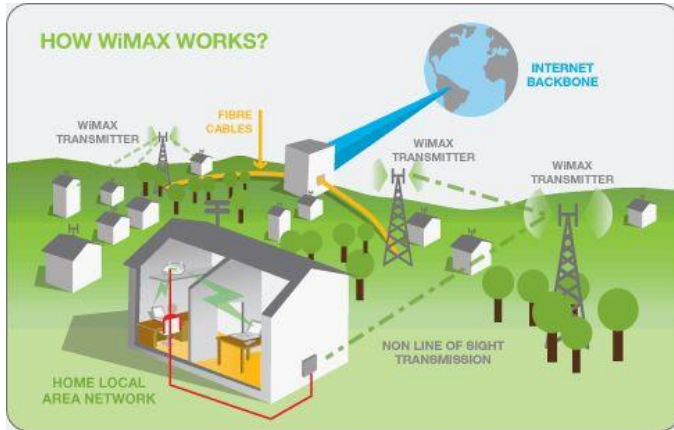 HOW WiMAX WORKS?
INTERNET
BACKBONE
FIBRE
CABLES
WiMAX
TRANSMITTER
WiMAX
TRANSMITTER
WiMAX
TRANSMITTER
NON LINE OF SIGHT
TRANSMISSION
HOME LOCAL
AREA NETWORK